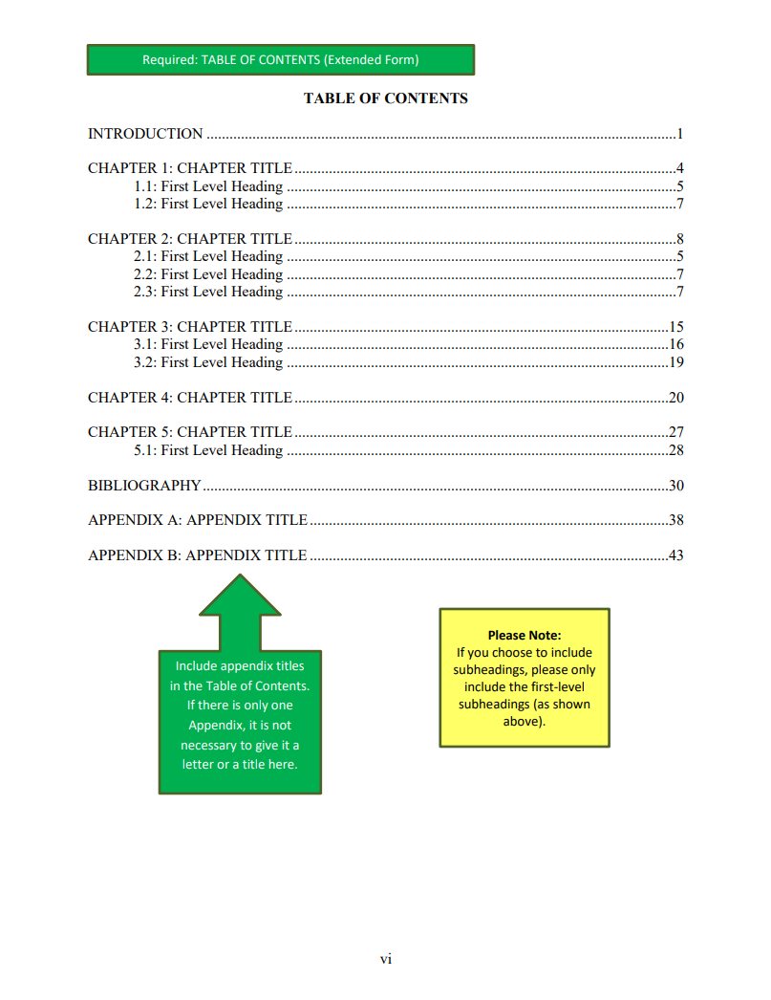 Required: TABLE OF CONTENTS (Extended Form)
TABLE OF CONTENTS
INTRODUCTION ............................................................................................................................1
CHAPTER 1: CHAPTER TITLE ....................................................................................................4
1.1: First Level Heading ......................................................................................................5
1.2: First Level Heading ......................................................................................................7
CHAPTER 2: CHAPTER TITLE ....................................................................................................8
2.1: First Level Heading ......................................................................................................5
2.2: First Level Heading ......................................................................................................7
2.3: First Level Heading ......................................................................................................7
CHAPTER 3: CHAPTER TITLE ..................................................................................................15
3.1: First Level Heading ....................................................................................................16
3.2: First Level Heading ....................................................................................................19
CHAPTER 4: CHAPTER TITLE ..................................................................................................20
CHAPTER 5: CHAPTER TITLE ..................................................................................................27
5.1: First Level Heading ....................................................................................................28
BIBLIOGRAPHY ..........................................................................................................................30
APPENDIX A: APPENDIX TITLE ..............................................................................................38
APPENDIX B: APPENDIX TITLE ..............................................................................................43
Include appendix titles
in the Table of Contents.
If there is only one
Appendix, it is not
necessary to give it a
letter or a title here.
Please Note:
If you choose to include
subheadings, please only
include the first-level
subheadings (as shown
above).
vi